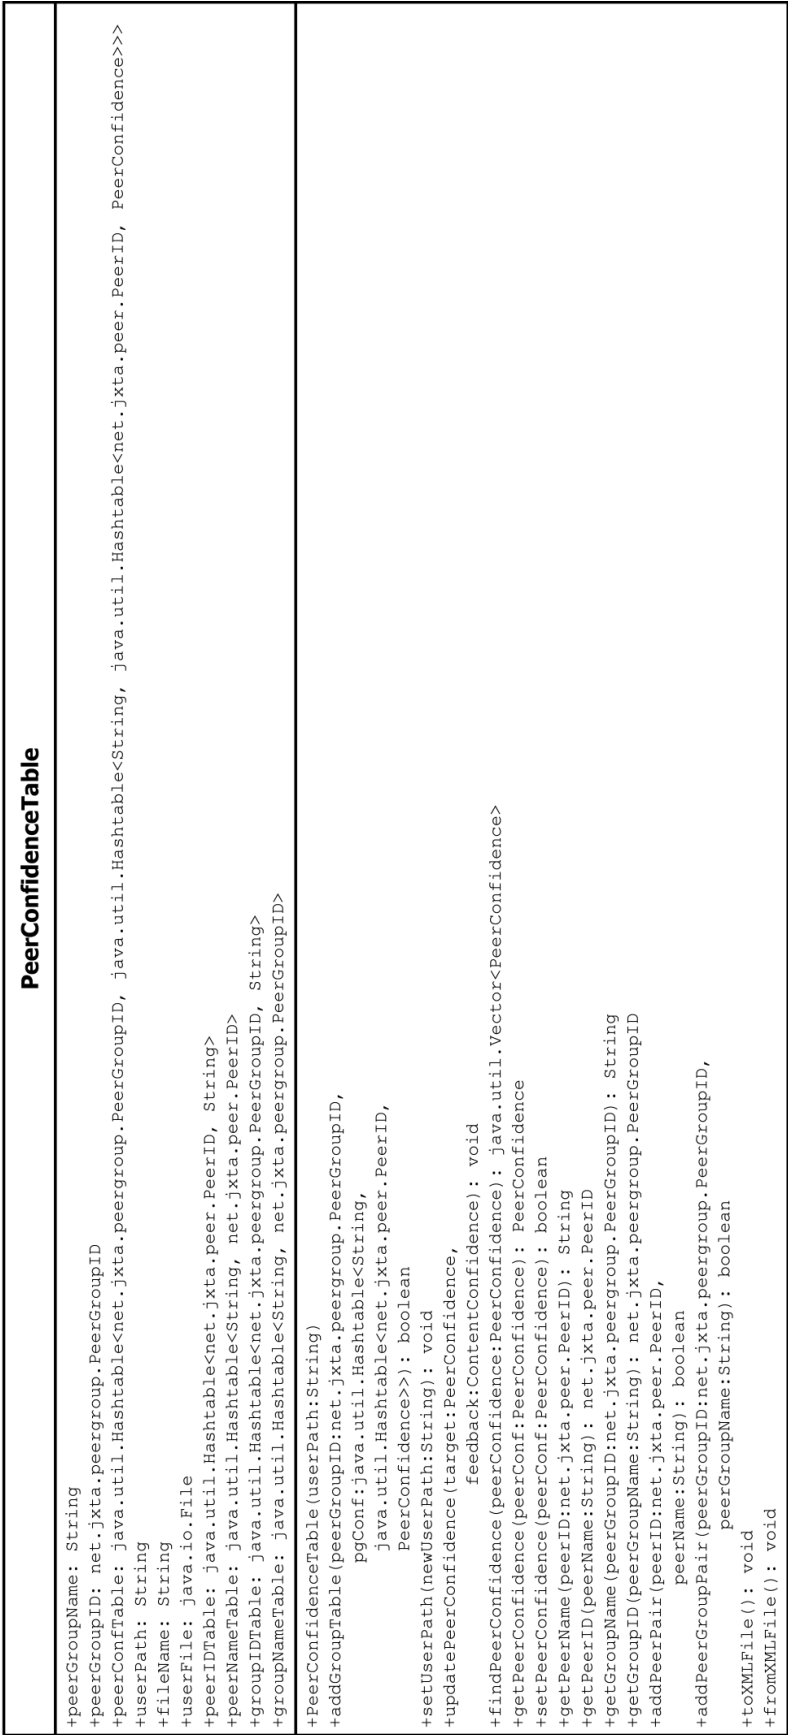 PeerConfidenceTable
+peerGroupName: String
+peerGroupID: net.jxta.peergroup.PeerGroupID
+peerConfTable: java.util.Hashtable<net.jxta.peergroup.PeerGroupID, java.util.Hashtable<String, java.util.Hashtable<net.jxta.peer.PeerID, PeerConfidence>>>
+userPath: String
+fileName: String
+userFile: java.io.File
+peerIDTable: java.util.Hashtable<net.jxta.peer.PeerID, String>
+peerNameTable: java.util.Hashtable<String, net.jxta.peer.PeerID>
+groupIDTable: java.util.Hashtable<net.jxta.peergroup.PeerGroupID, String>
+groupNameTable: java.util.Hashtable<String, net.jxta.peergroup.PeerGroupID>
+PeerConfidenceTable(userPath:String)
+addGroupTable(peerGroupID:net.jxta.peergroup.PeerGroupID,
pgConf:java.util.Hashtable<String,
java.util.Hashtable<net.jxta.peer.PeerID,
PeerConfidence>>): boolean
+setUserPath(newUserPath:String): void
+updatePeerConfidence(target:PeerConfidence,
feedback:ContentConfidence): void
+findPeerConfidence(peerConfidence:PeerConfidence): java.util.Vector<PeerConfidence>
+getPeerConfidence(peerConf:PeerConfidence): PeerConfidence
+setPeerConfidence(peerConf:PeerConfidence): boolean
+getPeerName(peerID:net.jxta.peer.PeerID): String
+getPeerID(peerName:String): net.jxta.peer.PeerID
+getGroupName(peerGroupID:net.jxta.peergroup.PeerGroupID): String
+getGroupID(peerGroupName:String): net.jxta.peergroup.PeerGroupID
+addPeerPair(peerID:net.jxta.peer.PeerID,
peerName:String): boolean
+addPeerGroupPair(peerGroupID:net.jxta.peergroup.PeerGroupID,
peerGroupName:String): boolean
+toXMLFile(): void
+fromXMLFile(): void